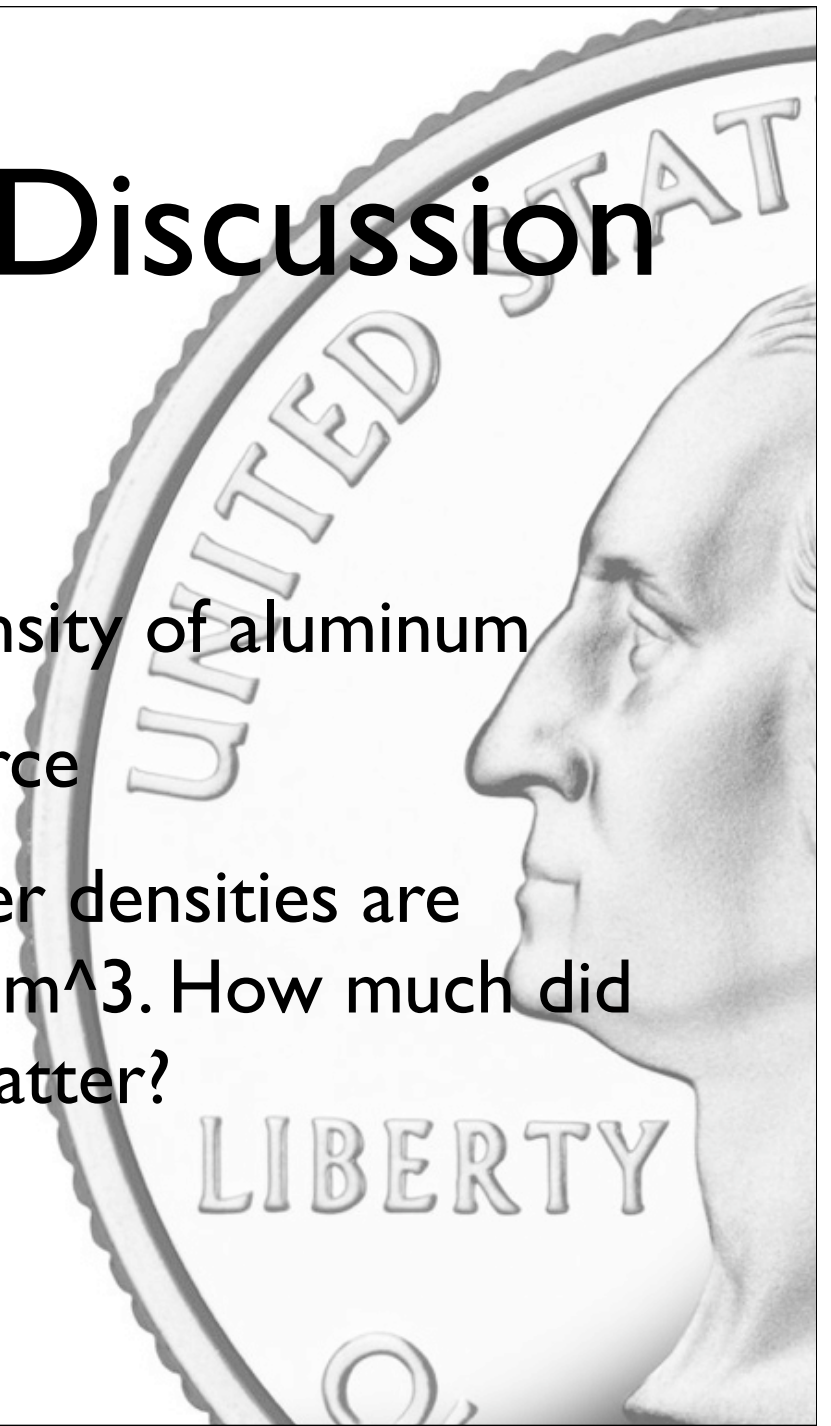 UNITED STAT
Discussion
nsity of aluminum
rce
er densities are
m^3. How much did
atter?
LIBERTY